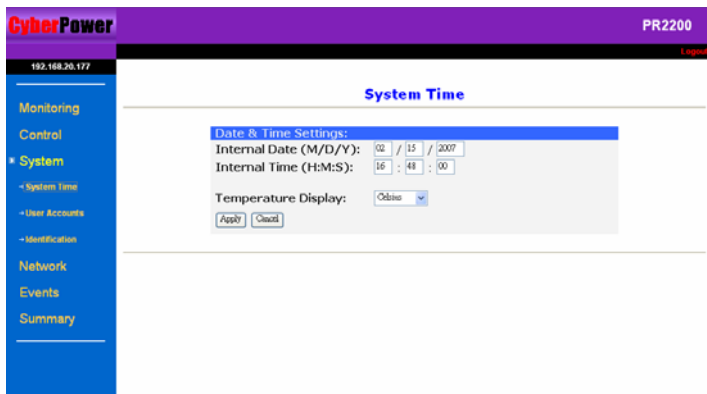 CyberPower
PR2200
Logout
192.168.20.177
Monitoring
Control
System
System Time
User Accounts
Identification
Network
Events
Summary
System Time
Date & Time Settings:
Internal Date (M/D/Y): 02 / 15 / 2007
Internal Time (H:M:S): 16 : 48 : 00
Temperature Display: Celsius
Apply Cancel